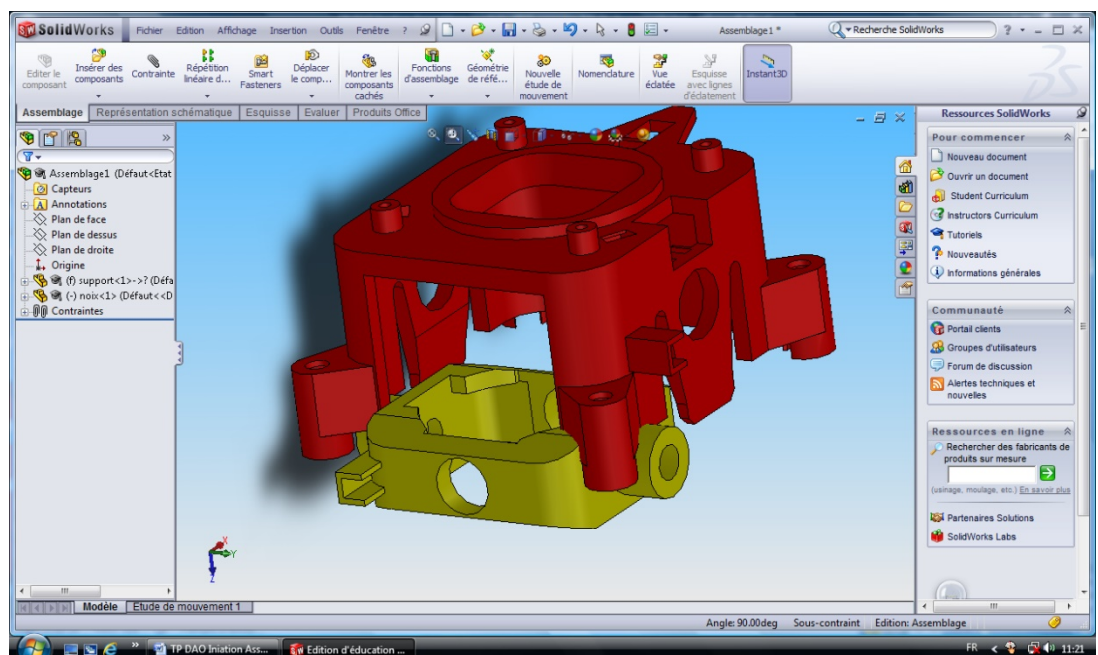 SolidWorks Fichier Edition Affichage Insertion Outils Fenêtre ? Assemblage1 * Recherche SolidWorks ?
Editer le composant
Insérer des composants
Contrainte
Répétition linéaire d...
Smart Fasteners
Déplacer le comp...
Montrer les composants cachés
Fonctions d'assemblage
Géométrie de réfé...
Nouvelle étude de mouvement
Nomenclature
Vue éclatée
Esquisse avec lignes d'éclatement
Instant3D
Assemblage Représentation schématique Esquisse Evaluer Produits Office
Assemblage1 (Défaut<Etat
Capteurs
Annotations
Plan de face
Plan de dessus
Plan de droite
Origine
(f) support<1>->? (Défa
(-) noix<1> (Défaut<<D
Contraintes
X
Y
Z
Ressources SolidWorks
Pour commencer
Nouveau document
Ouvrir un document
Student Curriculum
Instructors Curriculum
Tutoriels
Nouveautés
Informations générales
Communauté
Portail clients
Groupes d'utilisateurs
Forum de discussion
Alertes techniques et
nouvelles
Ressources en ligne
Rechercher des fabricants de
produits sur mesure
(usinage, moulage, etc.) En savoir plus
Partenaires Solutions
SolidWorks Labs
Modèle Etude de mouvement 1
Angle: 90.00deg Sous-contraint Edition: Assemblage
TP DAO Iniation Ass... Edition d'éducation ... FR 11:21